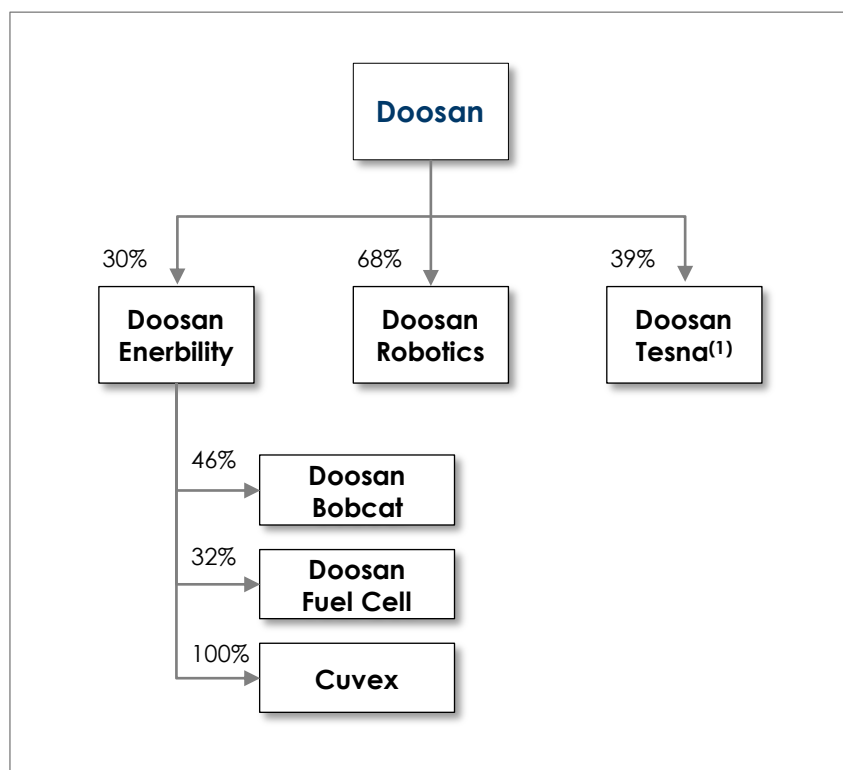 Doosan
30%
68%
39%
Doosan
Enerbility
Doosan
Robotics
Doosan
Tesna(1)
46%
Doosan
Bobcat
32%
Doosan
Fuel Cell
100%
Cuvex